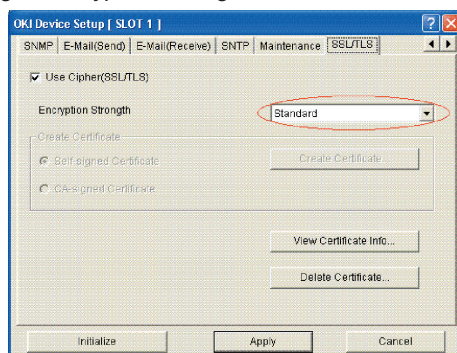 OKI Device Setup [ SLOT 1 ]
SNMP E-Mail(Send) E-Mail(Receive) SNTP Maintenance SSL/TLS
Use Cipher(SSL/TLS)
Encryption Strength Standard
Create Certificate
Self-signed Certificate Create Certificate
CA-signed Certificate
View Certificate Info...
Delete Certificate...
Initialize Apply Cancel